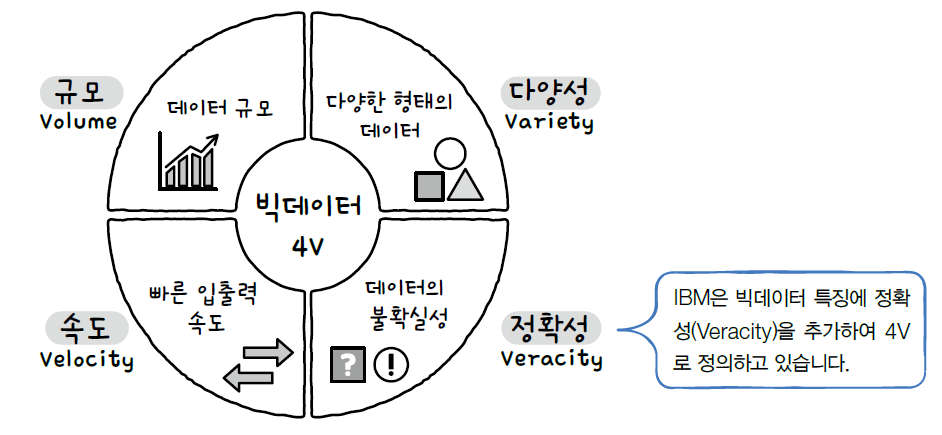 규모
Volume
데이터 규모
다양한 형태의
데이터
다양성
Variety
빅데이터
4V
빠른 입출력
속도
속도
Velocity
데이터의
불확실성
?
!
정확성
Veracity
IBM은 빅데이터 특징에 정확
성(Veracity)을 추가하여 4V
로 정의하고 있습니다.